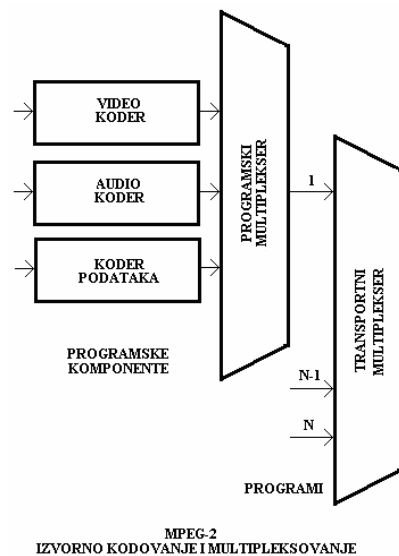 VIDEO
KODER
AUDIO
KODER
KODER
PODATAKA
PROGRAMSKE
KOMPONENTE
PROGRAMSKI
MULTIPLEKSER
1
N-1
N
PROGRAMI
TRANSPORTNI
MULTIPLEKSER
MPEG-2
IZVORNO KODOVANJE I MULTIPLEKSOVANJE